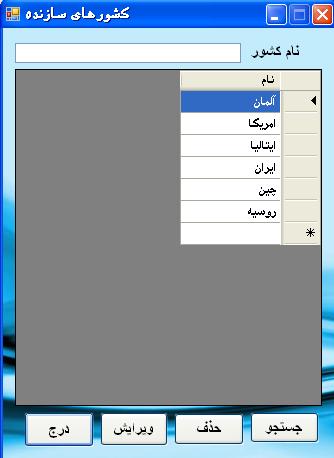 کشورهای سازنده
نام کشور
نام
آلمان
امریکا
ایتالیا
ایران
چین
روسیه
جستجو
حذف
ویرایش
درج